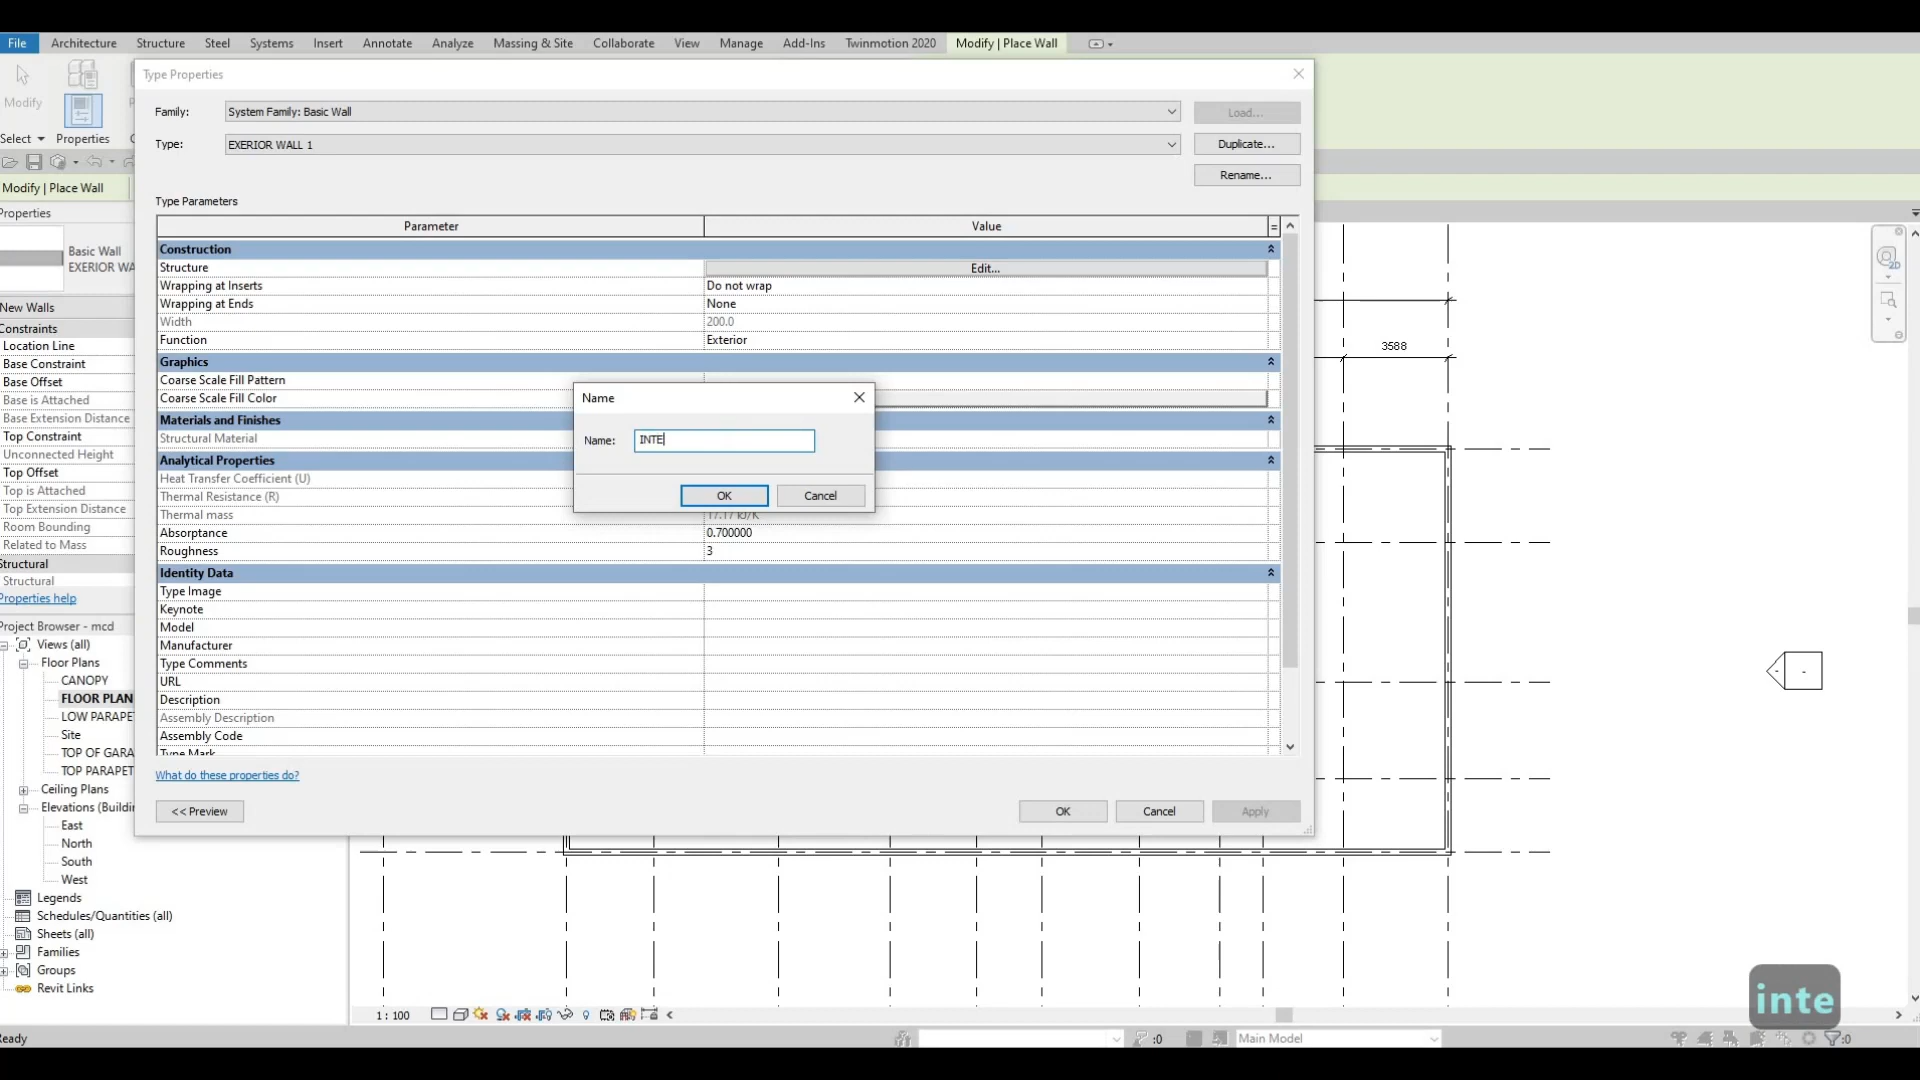 File Architecture Structure Steel Systems Insert Annotate Analyze Massing & Site Collaborate View Manage Add-Ins Twinmotion 2020 Modify | Place Wall
Modify
Select Properties
Modify | Place Wall
Properties
Basic Wall
EXERIOR WA
New Walls
Constraints
Location Line
Base Constraint
Base Offset
Base is Attached
Base Extension Distance
Top Constraint
Unconnected Height
Top Offset
Top is Attached
Top Extension Distance
Room Bounding
Related to Mass
Structural
Structural
Properties help
Project Browser - mcd
Views (all)
Floor Plans
CANOPY
FLOOR PLAN
LOW PARAPET
Site
TOP OF GARA
TOP PARAPET
Ceiling Plans
Elevations (Buildin
East
North
South
West
Legends
Schedules/Quantities (all)
Sheets (all)
Families
Groups
Revit Links
Type Properties
Family: System Family: Basic Wall Load...
Type: EXERIOR WALL 1 Duplicate...
Rename...
Type Parameters
Parameter Value =
Construction
Structure Edit...
Wrapping at Inserts Do not wrap
Wrapping at Ends None
Width 200.0
Function Exterior
Graphics
Coarse Scale Fill Pattern
Coarse Scale Fill Color
Materials and Finishes
Structural Material
Analytical Properties
Heat Transfer Coefficient (U)
Thermal Resistance (R)
Thermal mass 17.17 kJ/K
Absorptance 0.700000
Roughness 3
Identity Data
Type Image
Keynote
Model
Manufacturer
Type Comments
URL
Description
Assembly Description
Assembly Code
Type Mark
What do these properties do?
<< Preview OK Cancel Apply
Name
Name: INTE
OK Cancel
3588
2D
inte
1 : 100
Ready :0 Main Model :0